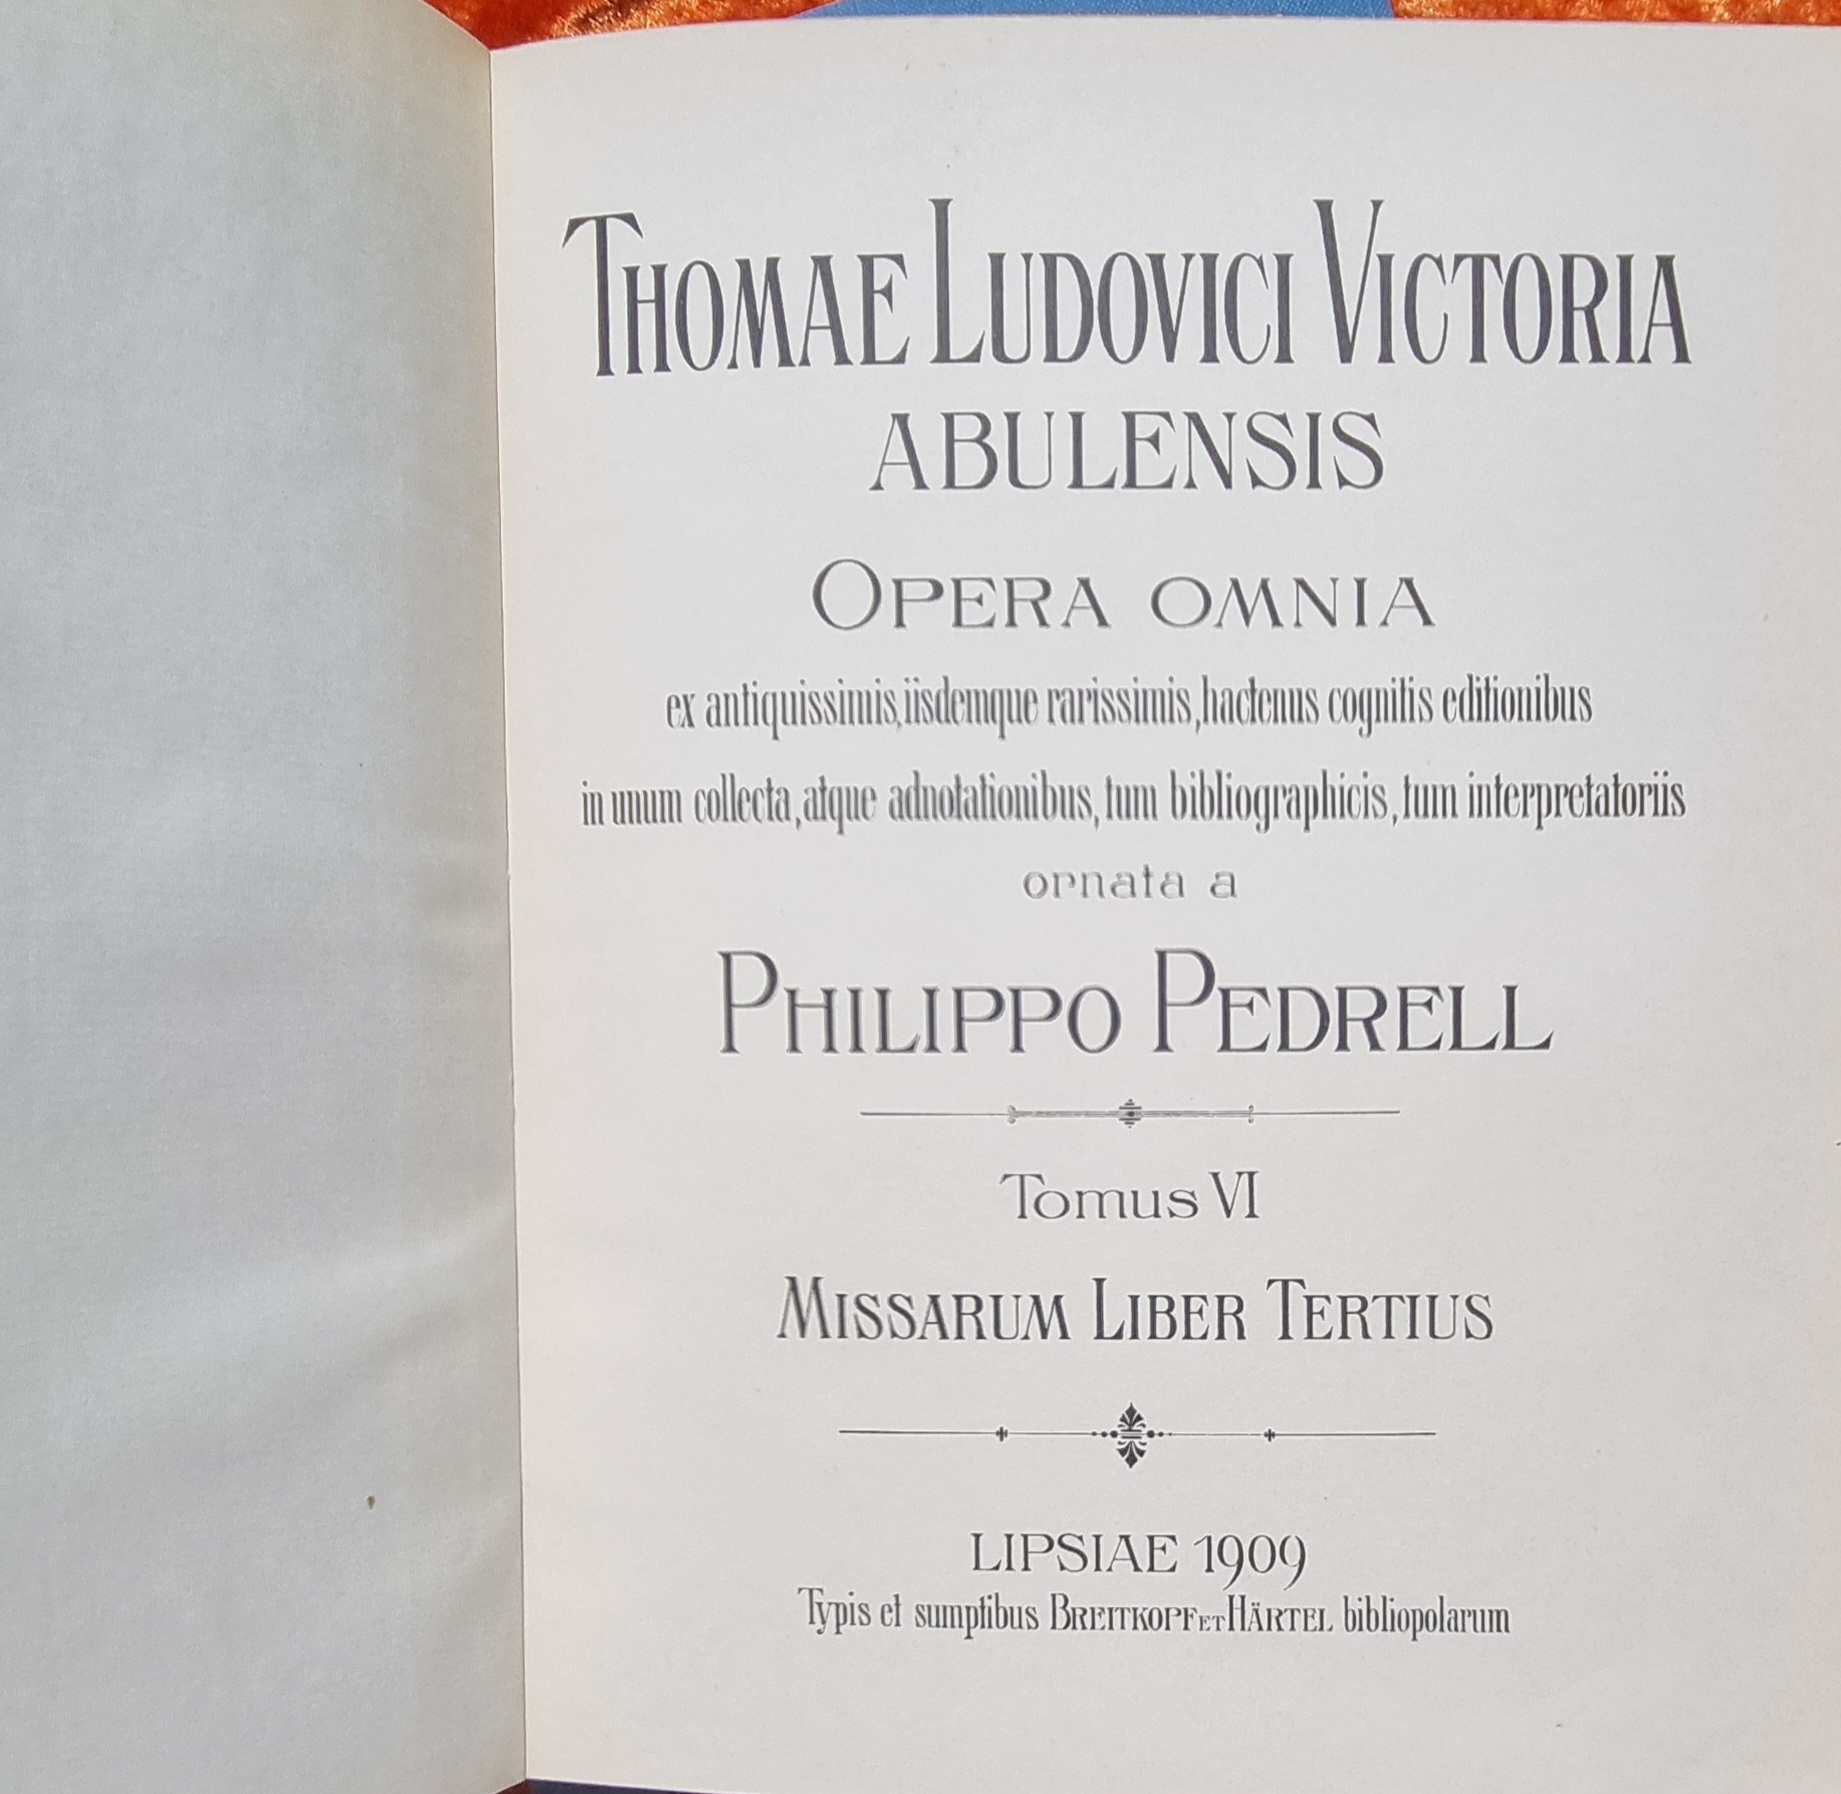 THOMAE LUDOVICI VICTORIA
ABULENSIS
OPERA OMNIA
ex antiquissimis, iisdemque rarissimis, hactenus cognitis editionibus
in unum collecta, atque adnotationibus, tum bibliographicis, tum interpretatoriis
ornata a
PHILIPPO PEDRELL
Tomus VI
MISSARUM LIBER TERTIUS
LIPSIAE 1909
Typis et sumptibus BREITKOPF ET HÄRTEL bibliopolarum